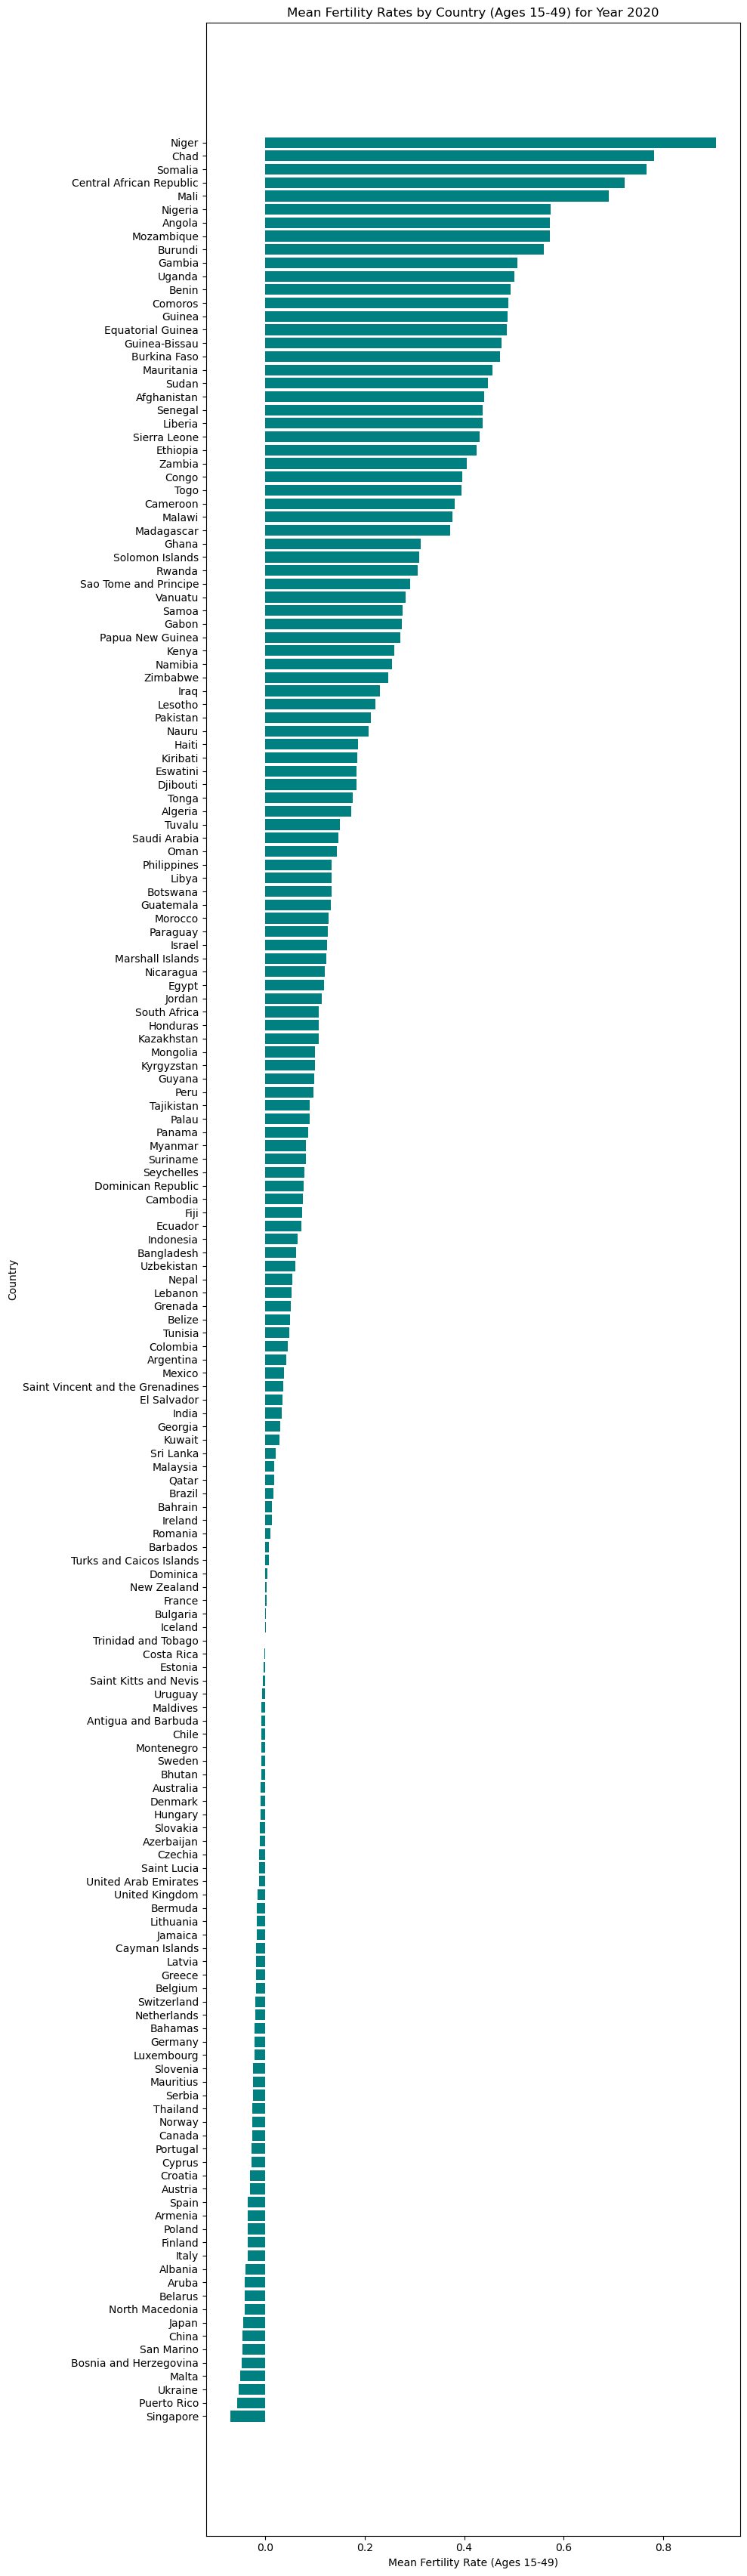 Mean Fertility Rates by Country (Ages 15-49) for Year 2020
Niger
Chad
Somalia
Central African Republic
Mali
Nigeria
Angola
Mozambique
Burundi
Gambia
Uganda
Benin
Comoros
Guinea
Equatorial Guinea
Guinea-Bissau
Burkina Faso
Mauritania
Sudan
Afghanistan
Senegal
Liberia
Sierra Leone
Ethiopia
Zambia
Congo
Togo
Cameroon
Malawi
Madagascar
Ghana
Solomon Islands
Rwanda
Sao Tome and Principe
Vanuatu
Samoa
Gabon
Papua New Guinea
Kenya
Namibia
Zimbabwe
Iraq
Lesotho
Pakistan
Nauru
Haiti
Kiribati
Eswatini
Djibouti
Tonga
Algeria
Tuvalu
Saudi Arabia
Oman
Philippines
Libya
Botswana
Guatemala
Morocco
Paraguay
Israel
Marshall Islands
Nicaragua
Egypt
Jordan
South Africa
Honduras
Kazakhstan
Mongolia
Kyrgyzstan
Guyana
Peru
Tajikistan
Palau
Panama
Myanmar
Suriname
Seychelles
Dominican Republic
Cambodia
Fiji
Ecuador
Indonesia
Bangladesh
Uzbekistan
Nepal
Lebanon
Grenada
Belize
Tunisia
Colombia
Argentina
Mexico
Saint Vincent and the Grenadines
El Salvador
India
Georgia
Kuwait
Sri Lanka
Malaysia
Qatar
Brazil
Bahrain
Ireland
Romania
Barbados
Turks and Caicos Islands
Dominica
New Zealand
France
Bulgaria
Iceland
Trinidad and Tobago
Costa Rica
Estonia
Saint Kitts and Nevis
Uruguay
Maldives
Antigua and Barbuda
Chile
Montenegro
Sweden
Bhutan
Australia
Denmark
Hungary
Slovakia
Azerbaijan
Czechia
Saint Lucia
United Arab Emirates
United Kingdom
Bermuda
Lithuania
Jamaica
Cayman Islands
Latvia
Greece
Belgium
Switzerland
Netherlands
Bahamas
Germany
Luxembourg
Slovenia
Mauritius
Serbia
Thailand
Norway
Canada
Portugal
Cyprus
Croatia
Austria
Spain
Armenia
Poland
Finland
Italy
Albania
Aruba
Belarus
North Macedonia
Japan
China
San Marino
Bosnia and Herzegovina
Malta
Ukraine
Puerto Rico
Singapore
Country
0.0 0.2 0.4 0.6 0.8
Mean Fertility Rate (Ages 15-49)